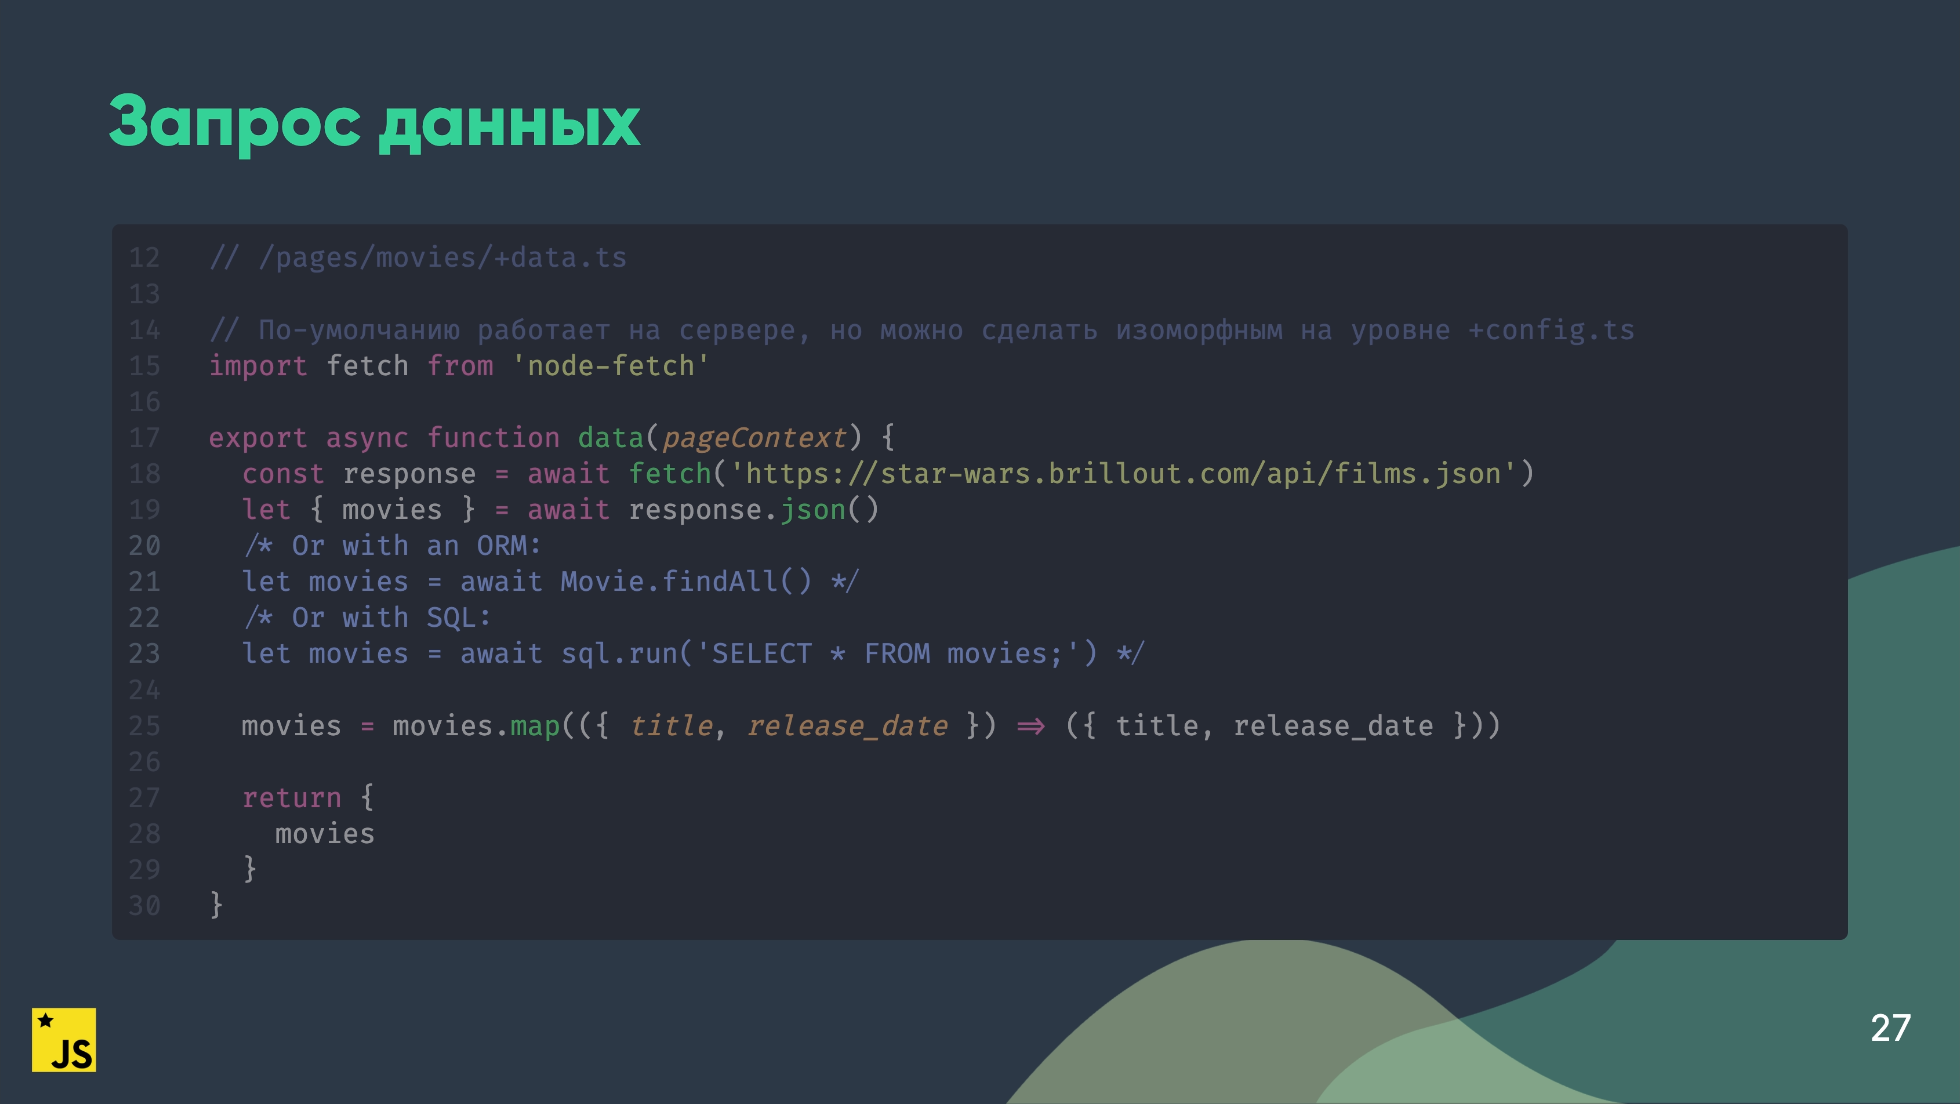 Запрос данных
12 // /pages/movies/+data.ts
13
14 // По-умолчанию работает на сервере, но можно сделать изоморфным на уровне +config.ts
15 import fetch from 'node-fetch'
16
17 export async function data(pageContext) {
18   const response = await fetch('https://star-wars.brillout.com/api/films.json')
19   let { movies } = await response.json()
20   /* Or with an ORM:
21   let movies = await Movie.findAll() */
22   /* Or with SQL:
23   let movies = await sql.run('SELECT * FROM movies;') */
24
25   movies = movies.map(({ title, release_date }) => ({ title, release_date }))
26
27   return {
28     movies
29   }
30 }
JS
27